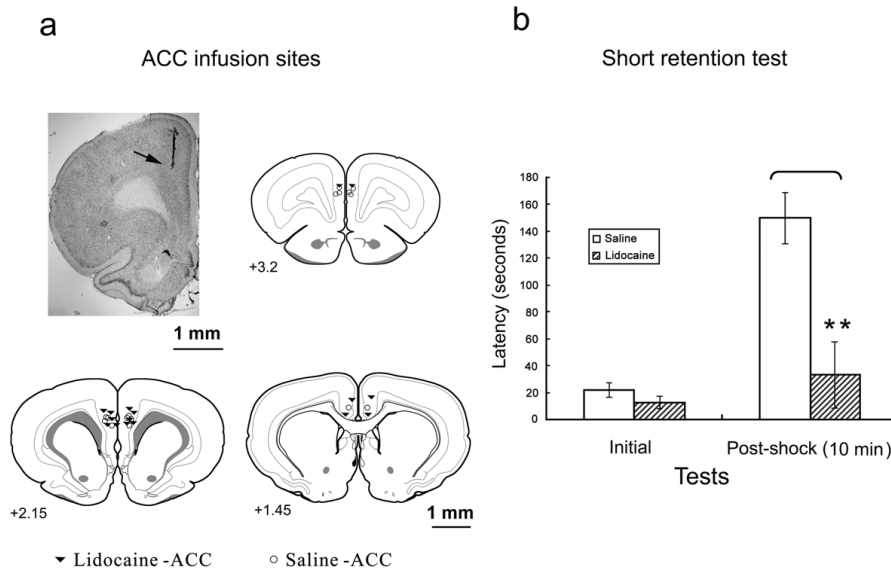 a
ACC infusion sites
+3.2
1 mm
+2.15
+1.45
1 mm
Lidocaine -ACC
Saline -ACC
b
Short retention test
Latency (seconds)
180
160
140
120
100
80
60
40
20
0
Saline
Lidocaine
**
Initial
Post-shock (10 min)
Tests